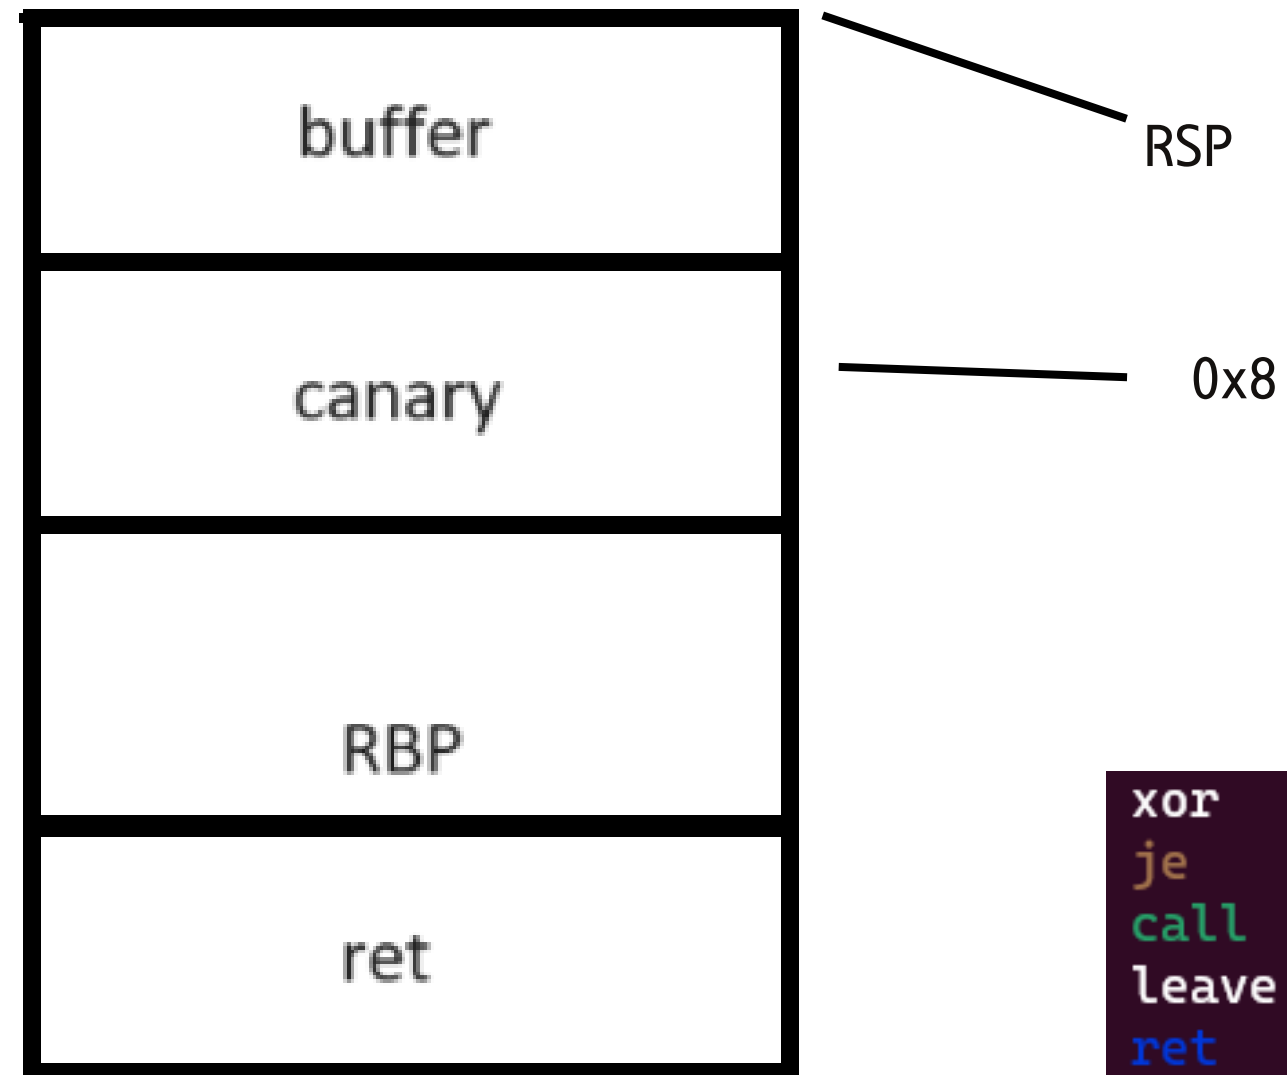 buffer
RSP
canary
0x8
RBP
ret
xor
je
call
leave
ret